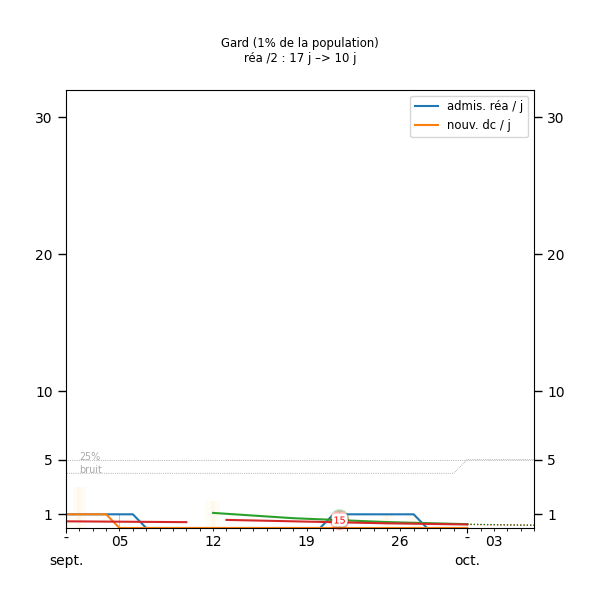 Gard (1% de la population)
réa /2 : 17 j –> 10 j
admis. réa / j
nouv. dc / j
30
30
20
20
10
10
25%
5
5
bruit
1
15
1
- 05 12 19 26 - 03
sept. oct.